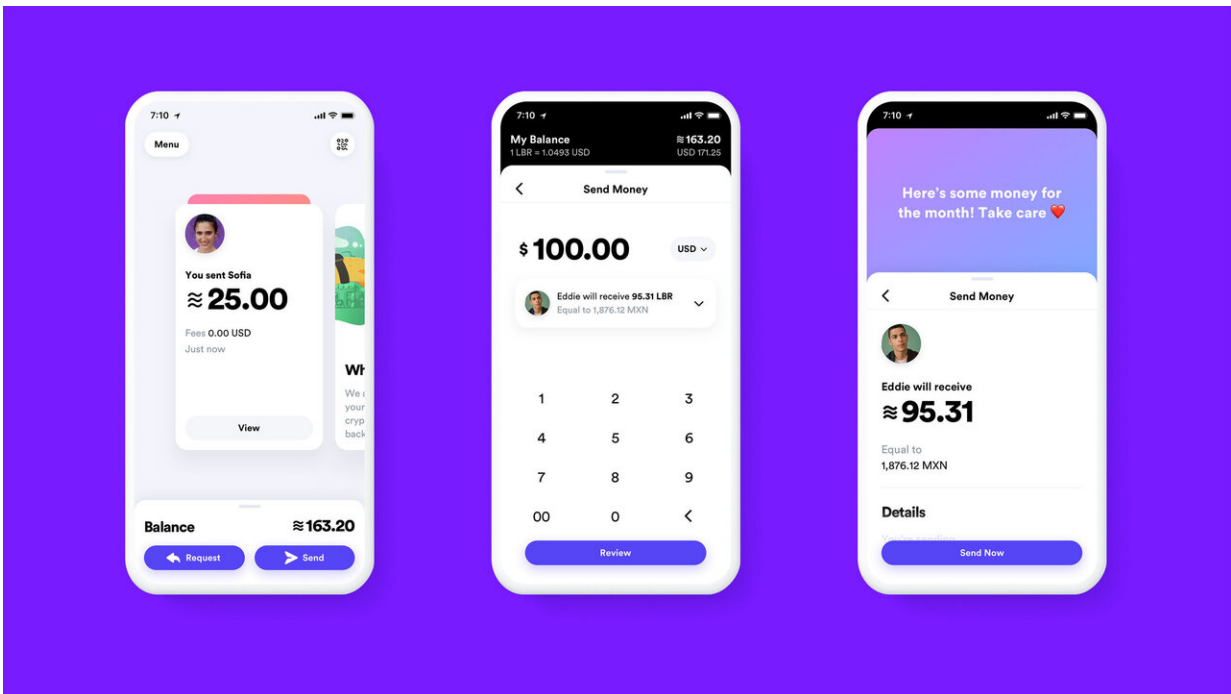 7:10
Menu
You sent Sofia
≋25.00
Fees 0.00 USD
Just now
View
Wh
We a
your
cryp
back
Balance
≋163.20
Request
Send
7:10
My Balance
≋163.20
1 LBR = 1.0493 USD
USD 171.25
Send Money
$ 100.00
USD
Eddie will receive 95.31 LBR
Equal to 1,876.12 MXN
1 2 3
4 5 6
7 8 9
00 0
Review
7:10
Here's some money for
the month! Take care ❤️
Send Money
Eddie will receive
≋95.31
Equal to
1,876.12 MXN
Details
You're sending
Send Now